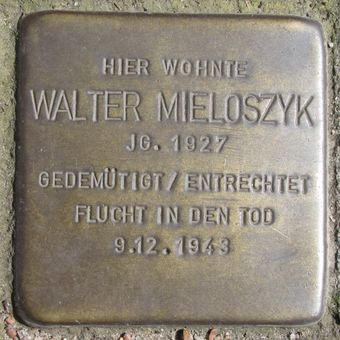 HIER WOHNTE
WALTER MIELOSZYK
JG. 1927
GEDEMÜTIGT/ ENTRECHTET
FLUCHT IN DEN TOD
9.12.1943